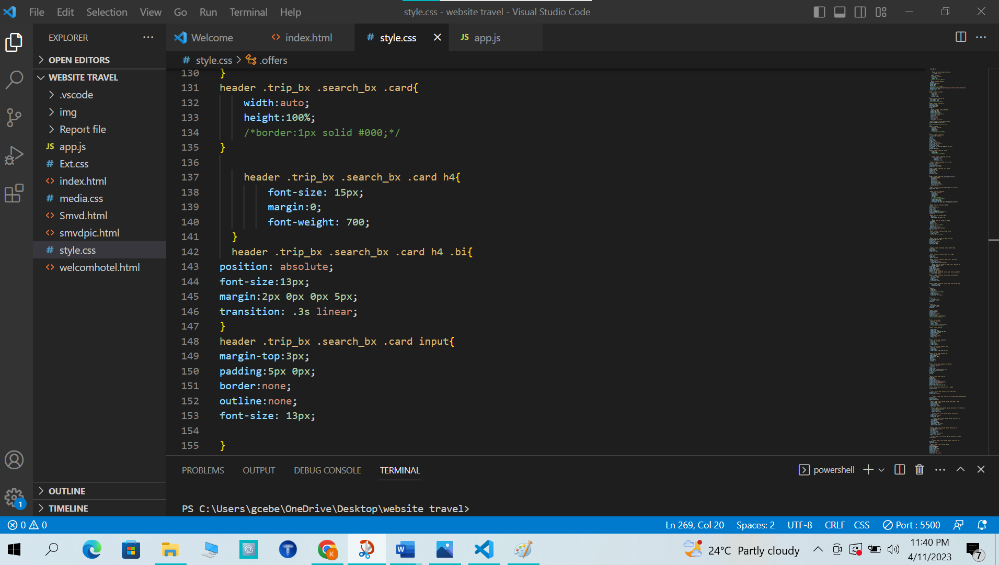 File Edit Selection View Go Run Terminal Help style.css - website travel - Visual Studio Code
EXPLORER
Welcome
index.html
style.css
app.js
OPEN EDITORS
WEBSITE TRAVEL
.vscode
img
Report file
JS app.js
# Ext.css
<> index.html
# media.css
<> Smvd.html
<> smvdpic.html
# style.css
<> welcomhotel.html
OUTLINE
TIMELINE
# style.css > .offers
130 }
131 header .trip_bx .search_bx .card{
132 width:auto;
133 height:100%;
134 /*border:1px solid #000;*/
135 }
136
137 header .trip_bx .search_bx .card h4{
138 font-size: 15px;
139 margin:0;
140 font-weight: 700;
141 }
142 header .trip_bx .search_bx .card h4 .bi{
143 position: absolute;
144 font-size:13px;
145 margin:2px 0px 0px 5px;
146 transition: .3s linear;
147 }
148 header .trip_bx .search_bx .card input{
149 margin-top:3px;
150 padding:5px 0px;
151 border:none;
152 outline:none;
153 font-size: 13px;
154
155 }
PROBLEMS OUTPUT DEBUG CONSOLE TERMINAL powershell
PS C:\Users\gcebe\OneDrive\Desktop\website travel>
1
0 0 Ln 269, Col 20 Spaces: 2 UTF-8 CRLF CSS Port : 5500
24°C Partly cloudy
11:40 PM
4/11/2023
7